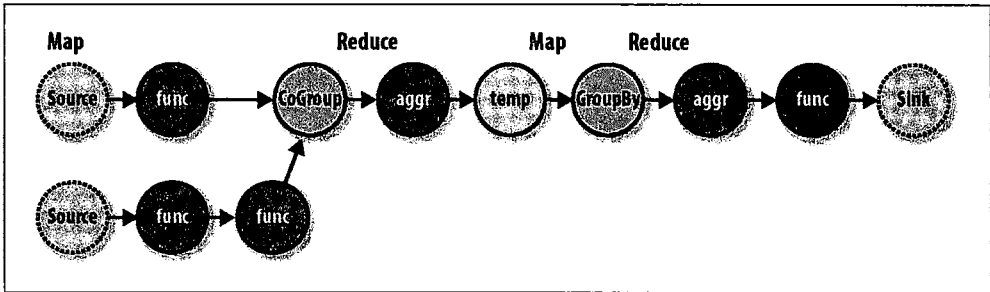 Map Reduce Map Reduce
Source func CoGroup aggr temp GroupBy aggr func Sink
Source func func